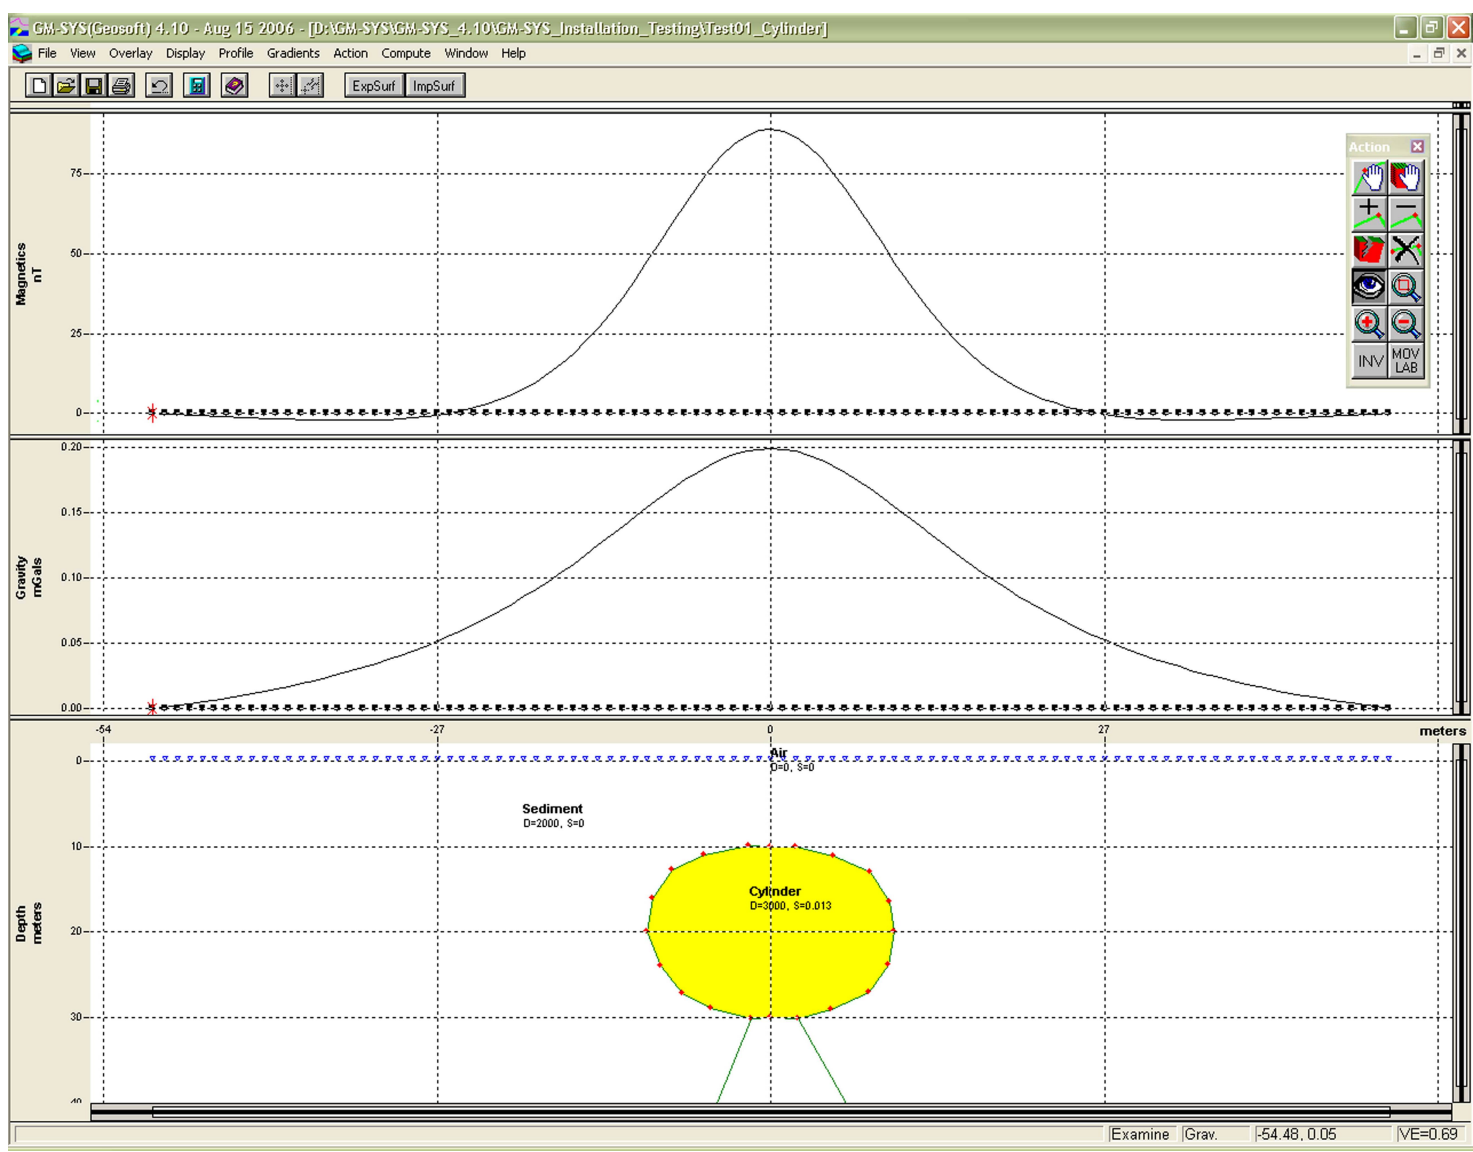 GM-SYS(Geosoft) 4.10 - Aug 15 2006 - [D:\GM-SYS\GM-SYS_4.10\GM-SYS_Installation_Testing\Test01_Cylinder]
File View Overlay Display Profile Gradients Action Compute Window Help
ExpSurf ImpSurf
Action
INV MOV LAB
Magnetics
nT
75
50
25
0
Gravity
mGals
0.20
0.15
0.10
0.05
0.00
-54 -27 0 27 meters
Depth
meters
0
10
20
30
40
Air
D=0, S=0
Sediment
D=2000, S=0
Cylinder
D=3000, S=0.013
Examine Grav. -54.48, 0.05 VE=0.69